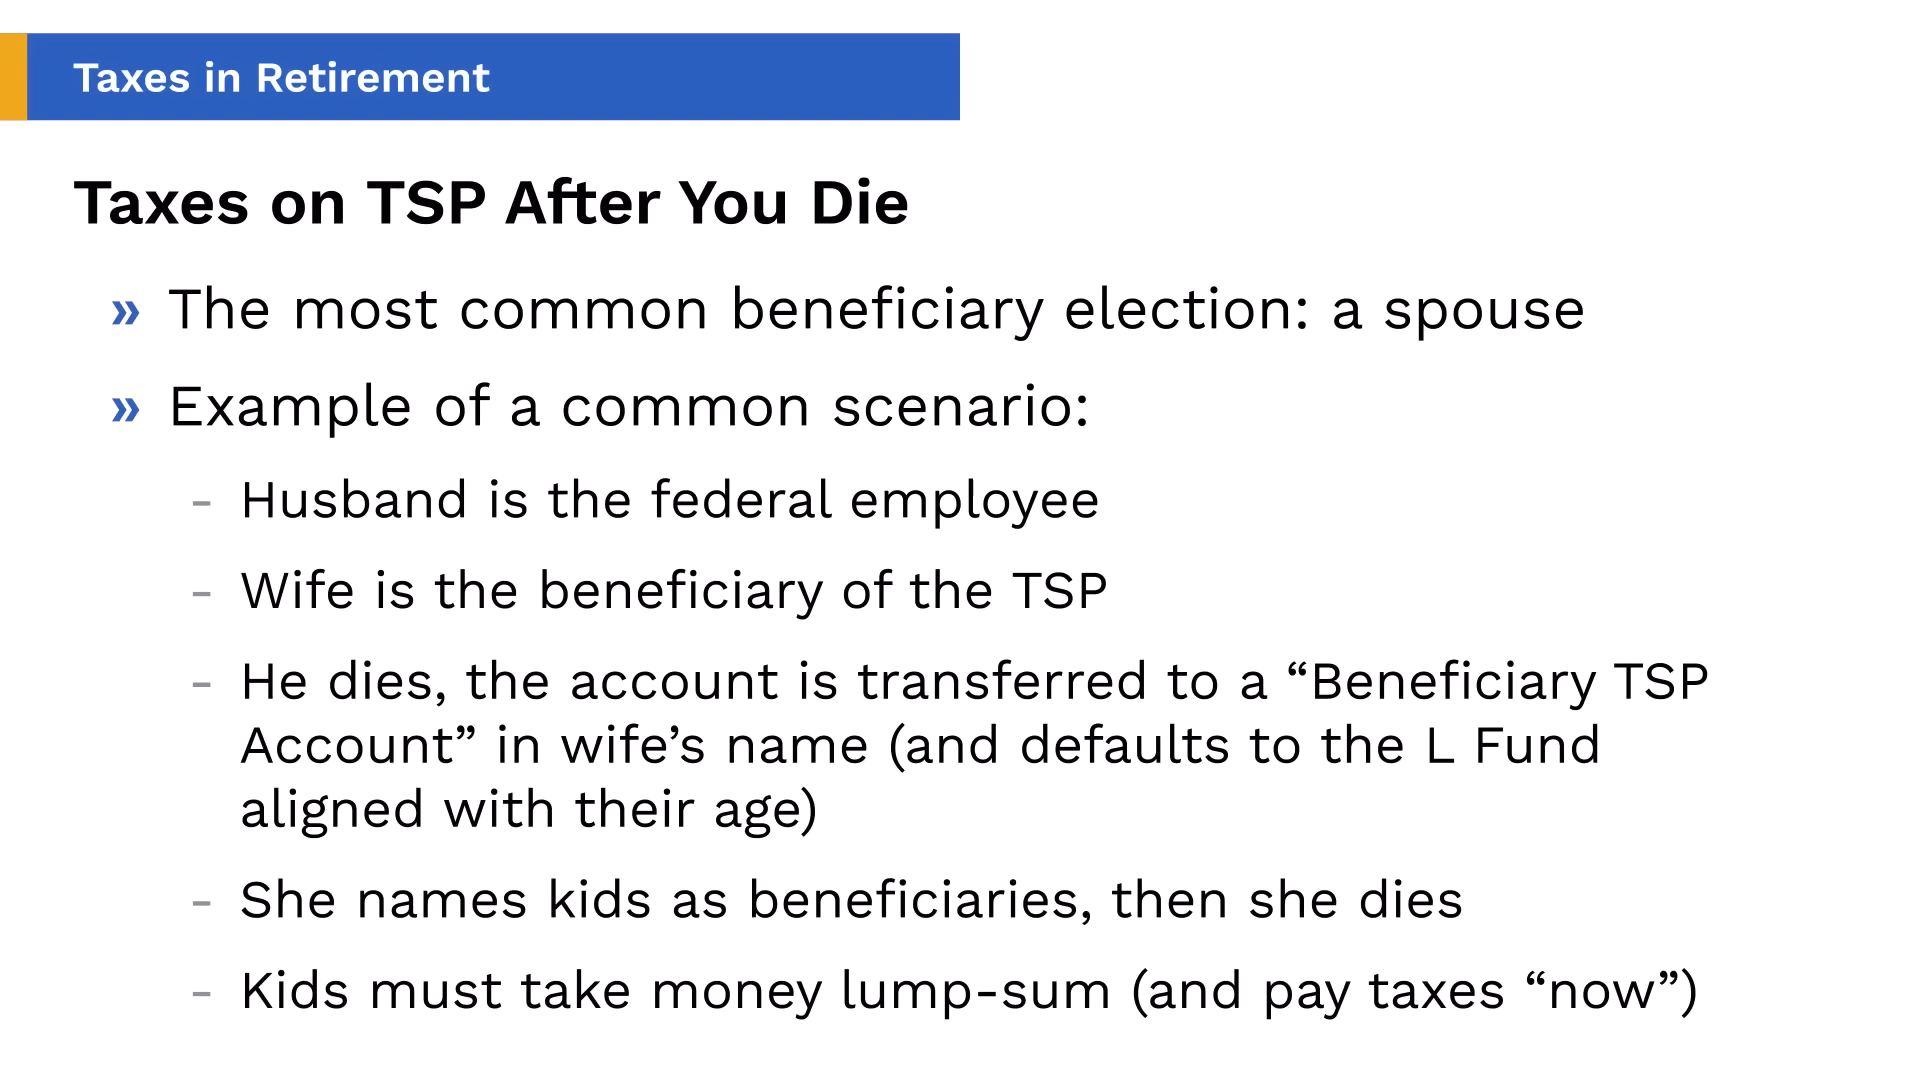 Taxes in Retirement
Taxes on TSP After You Die
» The most common beneficiary election: a spouse
» Example of a common scenario:
- Husband is the federal employee
- Wife is the beneficiary of the TSP
- He dies, the account is transferred to a “Beneficiary TSP
Account” in wife’s name (and defaults to the L Fund
aligned with their age)
- She names kids as beneficiaries, then she dies
- Kids must take money lump-sum (and pay taxes “now”)